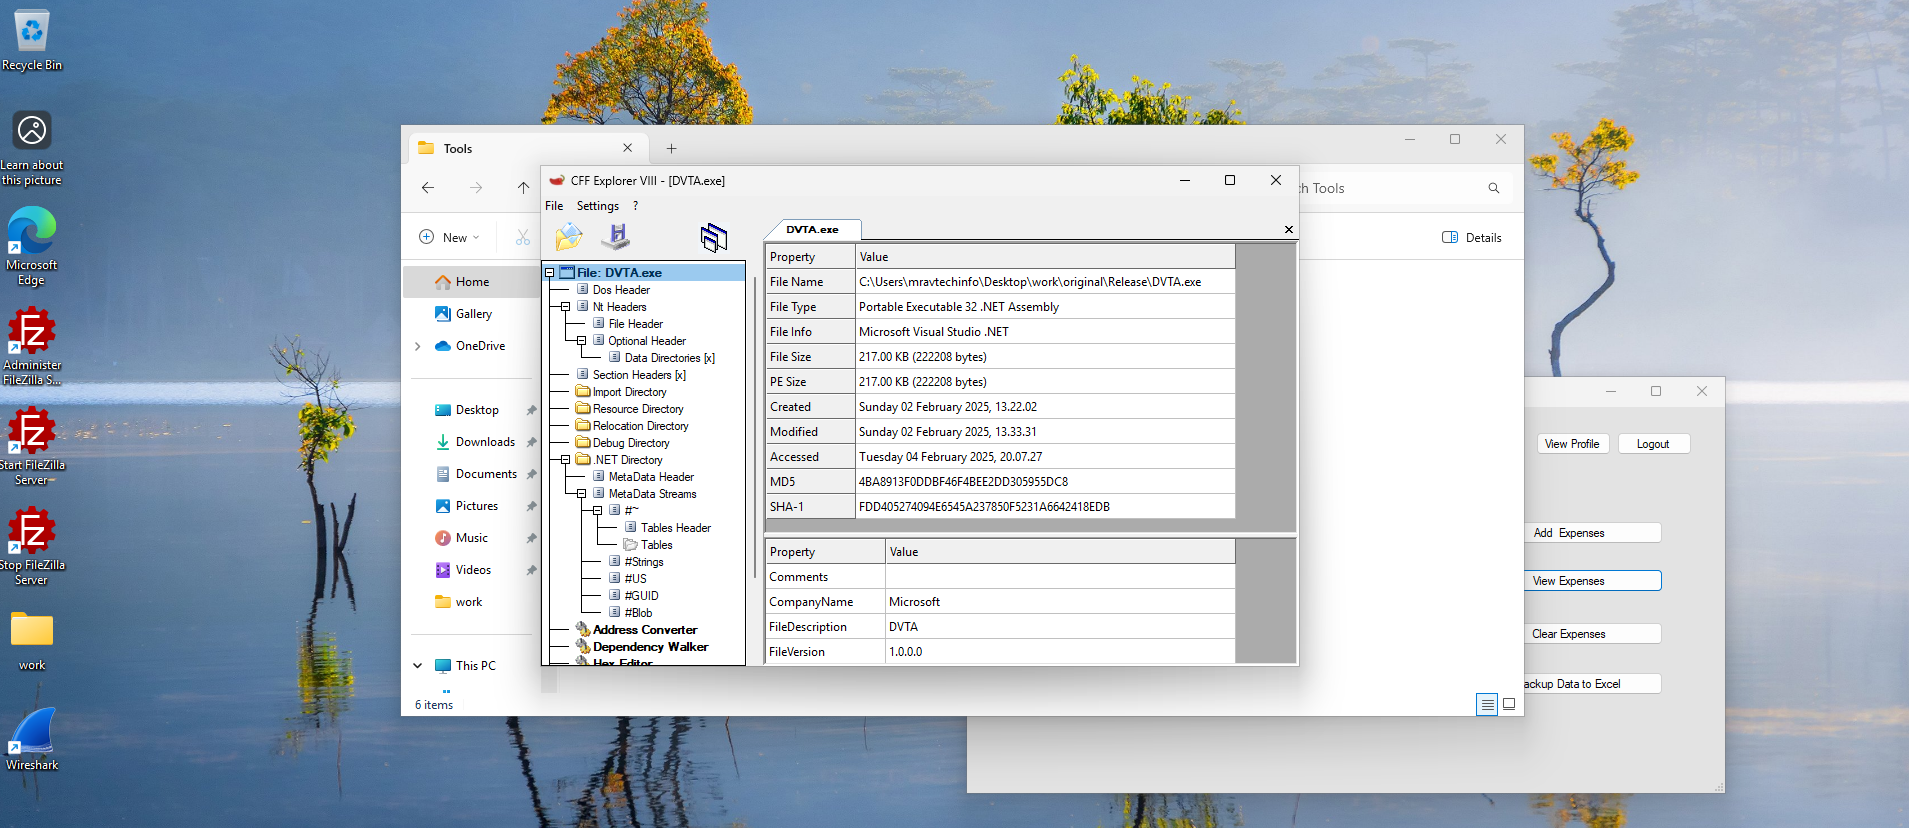 Recycle Bin
Learn about
this picture
Microsoft
Edge
Administer
FileZilla S...
Start FileZilla
Server
Stop FileZilla
Server
work
Wireshark
Tools
ch Tools
New
Details
Home
Gallery
OneDrive
Desktop
Downloads
Documents
Pictures
Music
Videos
work
This PC
6 items
CFF Explorer VIII - [DVTA.exe]
File Settings ?
File: DVTA.exe
Dos Header
Nt Headers
File Header
Optional Header
Data Directories [x]
Section Headers [x]
Import Directory
Resource Directory
Relocation Directory
Debug Directory
.NET Directory
MetaData Header
MetaData Streams
#~
Tables Header
Tables
#Strings
#US
#GUID
#Blob
Address Converter
Dependency Walker
Hex Editor
DVTA.exe
Property Value
File Name C:\Users\mravtechinfo\Desktop\work\original\Release\DVTA.exe
File Type Portable Executable 32 .NET Assembly
File Info Microsoft Visual Studio .NET
File Size 217.00 KB (222208 bytes)
PE Size 217.00 KB (222208 bytes)
Created Sunday 02 February 2025, 13.22.02
Modified Sunday 02 February 2025, 13.33.31
Accessed Tuesday 04 February 2025, 20.07.27
MD5 4BA8913F0DDBF46F4BEE2DD305955DC8
SHA-1 FDD405274094E6545A237850F5231A6642418EDB
Property Value
Comments
CompanyName Microsoft
FileDescription DVTA
FileVersion 1.0.0.0
View Profile Logout
Add Expenses
View Expenses
Clear Expenses
ackup Data to Excel